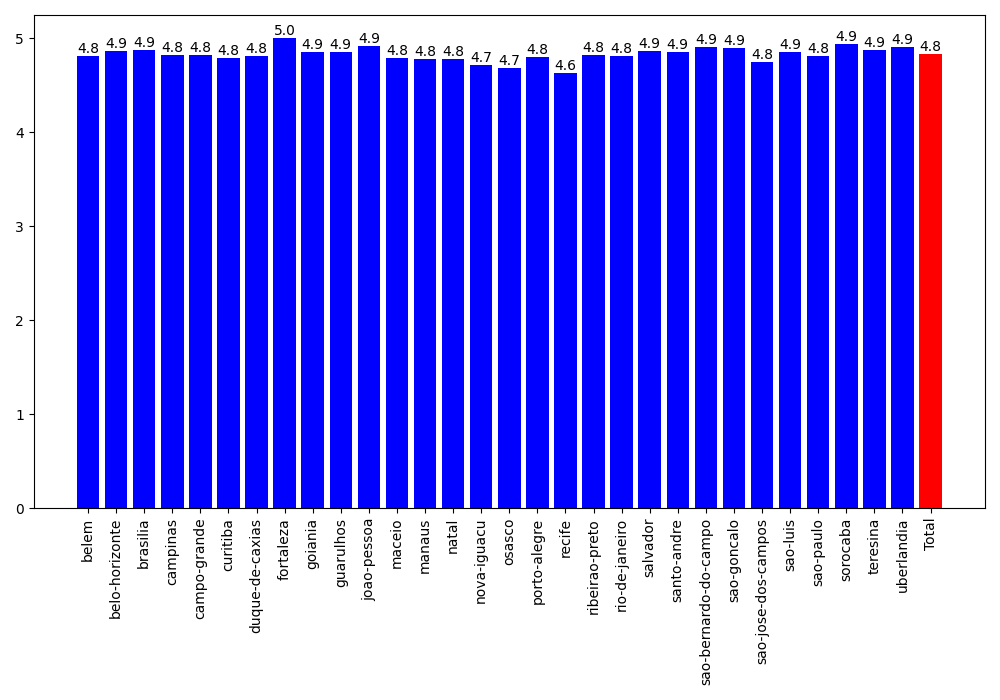 5.0
4.8 4.9 4.9 4.8 4.8 4.8 4.8 4.9 4.9 4.9 4.8 4.8 4.8 4.7 4.7 4.8 4.6 4.8 4.8 4.9 4.9 4.9 4.9 4.8 4.9 4.8 4.9 4.9 4.9 4.8
5
4
3
2
1
0
belem
belo-horizonte
brasilia
campinas
campo-grande
curitiba
duque-de-caxias
fortaleza
goiania
guarulhos
joao-pessoa
maceio
manaus
natal
nova-iguacu
osasco
porto-alegre
recife
ribeirao-preto
rio-de-janeiro
salvador
santo-andre
sao-bernardo-do-campo
sao-goncalo
sao-jose-dos-campos
sao-luis
sao-paulo
sorocaba
teresina
uberlandia
Total